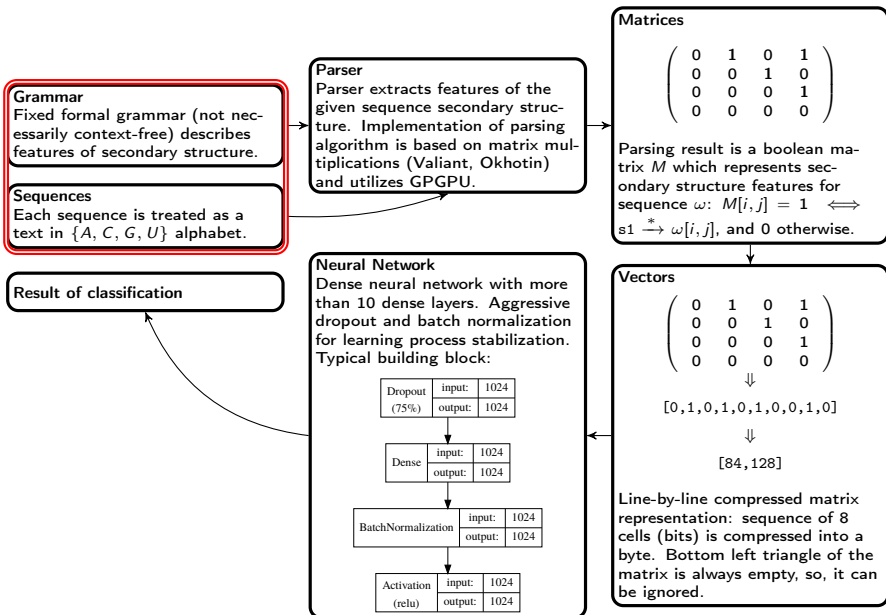 Grammar
Fixed formal grammar (not nec-
essarily context-free) describes
features of secondary structure.
Sequences
Each sequence is treated as a
text in {A, C, G, U} alphabet.
Parser
Parser extracts features of the
given sequence secondary struc-
ture. Implementation of parsing
algorithm is based on matrix mul-
tiplications (Valiant, Okhotin)
and utilizes GPGPU.
Matrices
0 1 0 1
0 0 1 0
0 0 0 1
0 0 0 0
Parsing result is a boolean ma-
trix M which represents sec-
ondary structure features for
sequence ω: M[i, j] = 1 ⟺
s1 →* ω[i, j], and 0 otherwise.
Vectors
0 1 0 1
0 0 1 0
0 0 0 1
0 0 0 0
⇓
[0,1,0,1,0,1,0,0,1,0]
⇓
[84,128]
Line-by-line compressed matrix
representation: sequence of 8
cells (bits) is compressed into a
byte. Bottom left triangle of the
matrix is always empty, so, it can
be ignored.
Neural Network
Dense neural network with more
than 10 dense layers. Aggressive
dropout and batch normalization
for learning process stabilization.
Typical building block:
Dropout (75%) input: 1024
output: 1024
Dense input: 1024
output: 1024
BatchNormalization input: 1024
output: 1024
Activation (relu) input: 1024
output: 1024
Result of classification